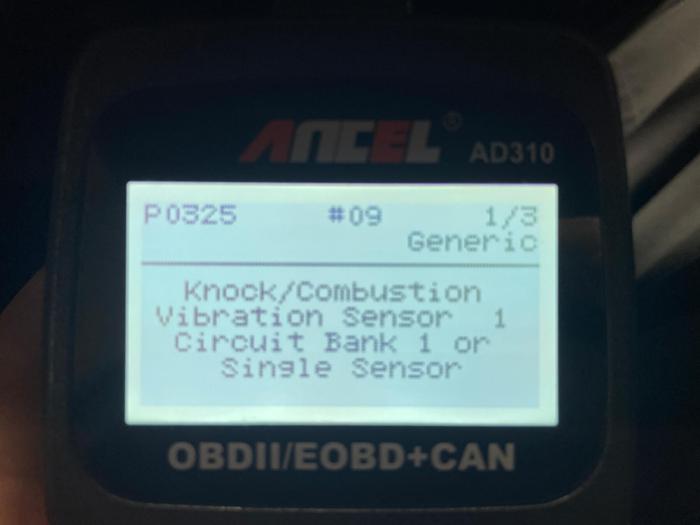 ANCEL® AD310
P0325 #09 1/3
Generic
Knock/Combustion
Vibration Sensor 1
Circuit Bank 1 or
Single Sensor
OBDII/EOBD+CAN